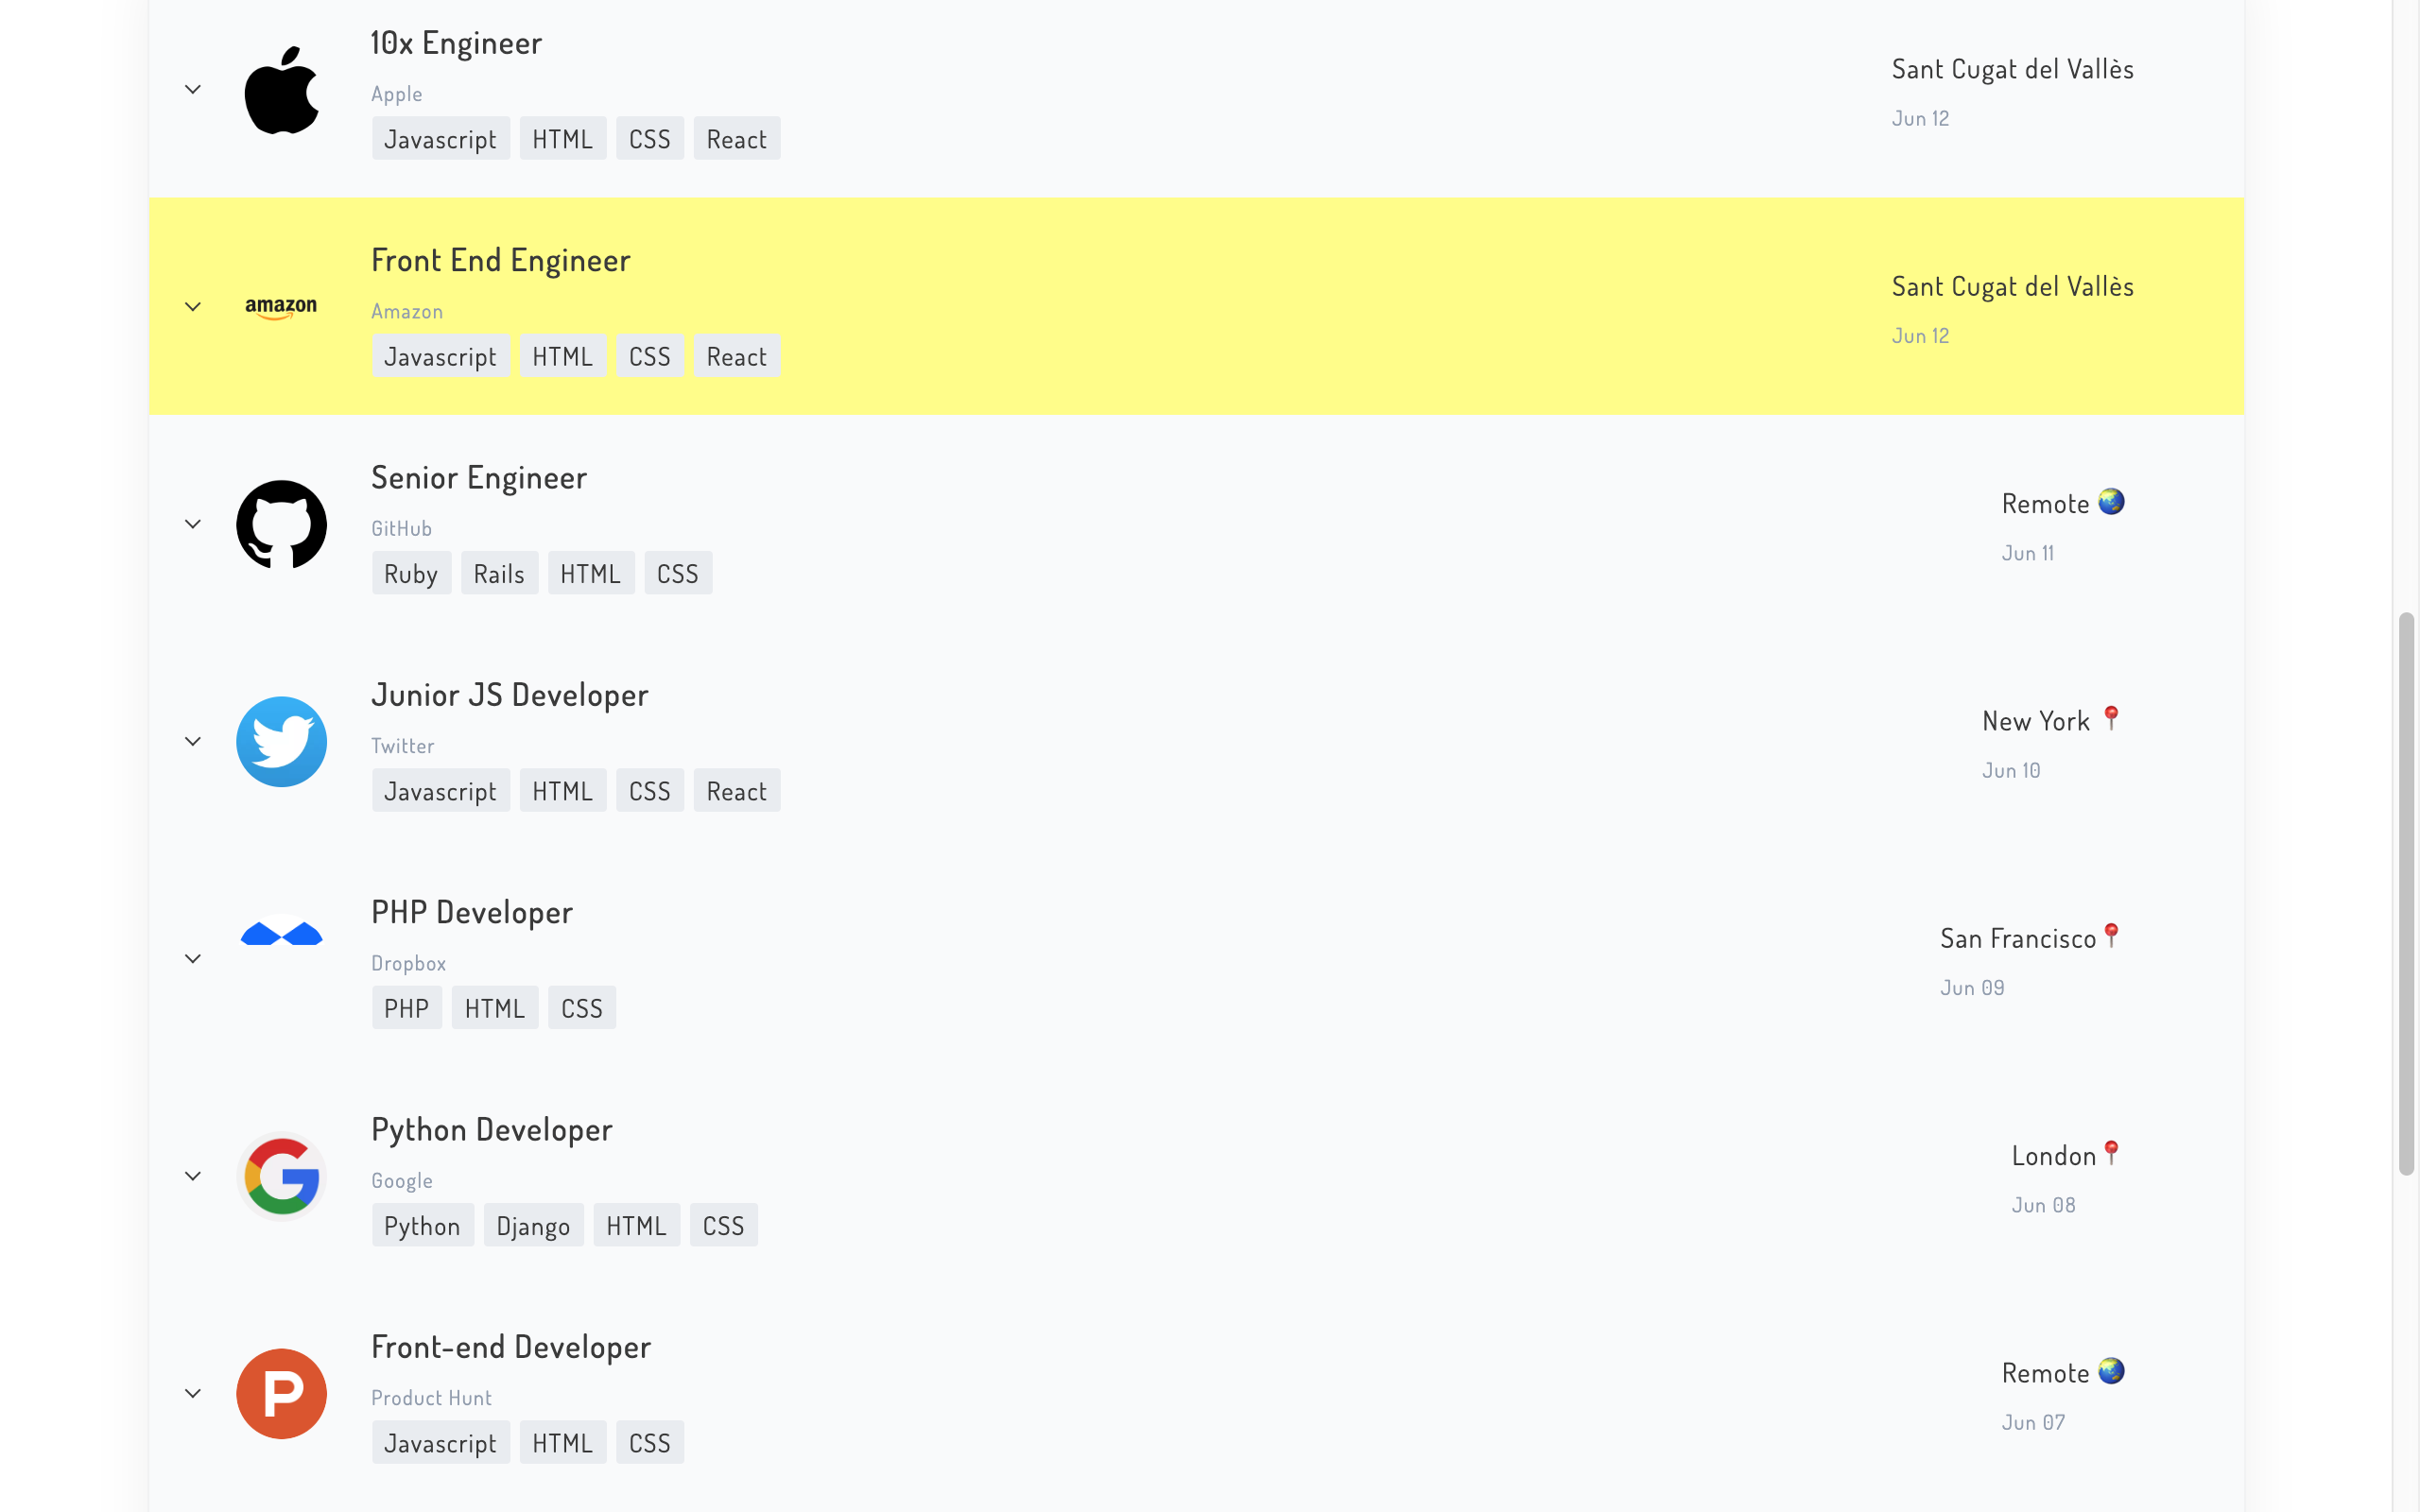 10x Engineer
Sant Cugat del Vallès
Apple
Jun 12
Javascript HTML CSS React
Front End Engineer
Sant Cugat del Vallès
amazon
Amazon
Jun 12
Javascript HTML CSS React
Senior Engineer
Remote 🌏
GitHub
Jun 11
Ruby Rails HTML CSS
Junior JS Developer
New York 📍
Twitter
Jun 10
Javascript HTML CSS React
PHP Developer
San Francisco📍
Dropbox
Jun 09
PHP HTML CSS
Python Developer
London📍
Google
Jun 08
Python Django HTML CSS
Front-end Developer
Remote 🌏
Product Hunt
Jun 07
Javascript HTML CSS